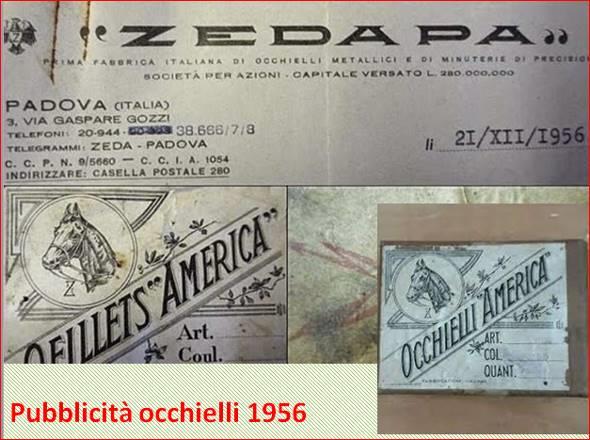 "ZEDAPA"
PRIMA FABBRICA ITALIANA DI OCCHIELLI METALLICI E DI MINUTERIE DI PRECISIO
SOCIETÀ PER AZIONI - CAPITALE VERSATO L. 280.000.000
PADOVA (ITALIA)
3, VIA GASPARE GOZZI
TELEFONI: 20-944 - 38.666/7/8
TELEGRAMMI: ZEDA - PADOVA
C. C. P. N. 9/5660 — C. C. I. A. 1054
INDIRIZZARE: CASELLA POSTALE 280
li 21/XII/1956
Z
OEILLETS "AMERICA"
Art.
Coul.
Z
OCCHIELLI "AMERICA"
ART.
COL.
QUANT.
Pubblicità occhielli 1956